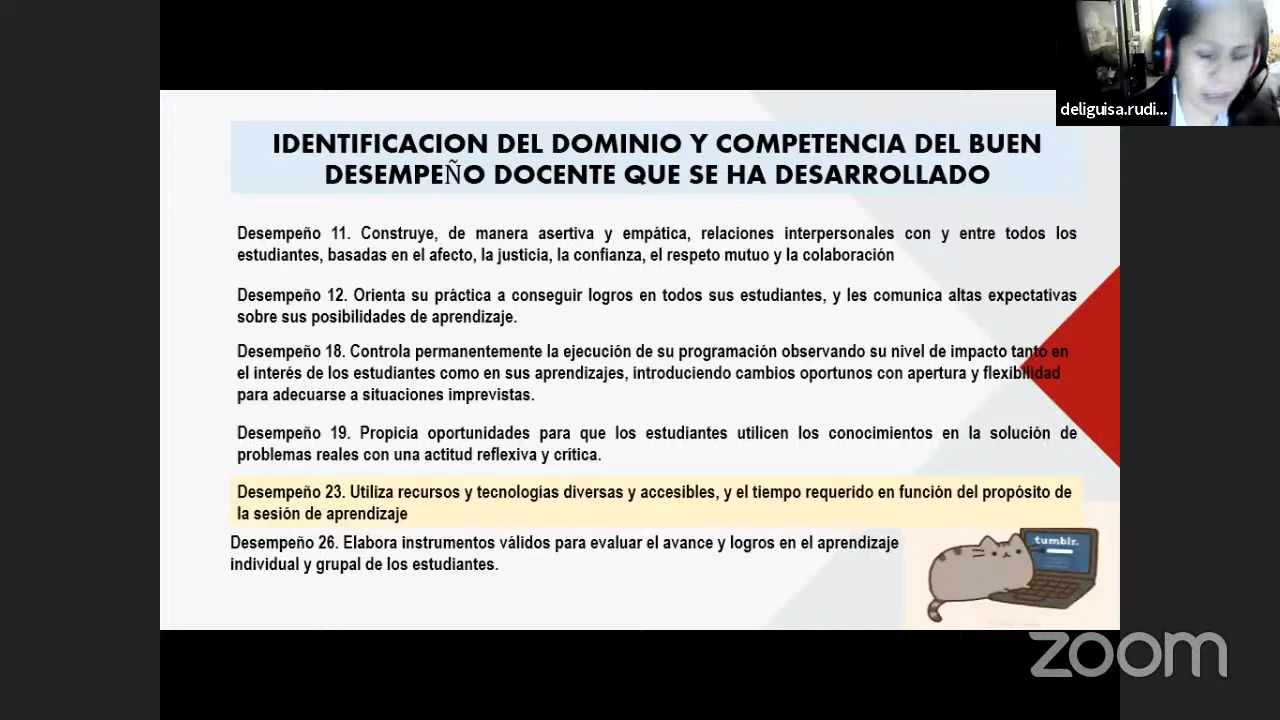 deliguisa.rudi...
IDENTIFICACION DEL DOMINIO Y COMPETENCIA DEL BUEN
DESEMPEÑO DOCENTE QUE SE HA DESARROLLADO
Desempeño 11. Construye, de manera asertiva y empática, relaciones interpersonales con y entre todos los
estudiantes, basadas en el afecto, la justicia, la confianza, el respeto mutuo y la colaboración
Desempeño 12. Orienta su práctica a conseguir logros en todos sus estudiantes, y les comunica altas expectativas
sobre sus posibilidades de aprendizaje.
Desempeño 18. Controla permanentemente la ejecución de su programación observando su nivel de impacto tanto en
el interés de los estudiantes como en sus aprendizajes, introduciendo cambios oportunos con apertura y flexibilidad
para adecuarse a situaciones imprevistas.
Desempeño 19. Propicia oportunidades para que los estudiantes utilicen los conocimientos en la solución de
problemas reales con una actitud reflexiva y crítica.
Desempeño 23. Utiliza recursos y tecnologías diversas y accesibles, y el tiempo requerido en función del propósito de
la sesión de aprendizaje
Desempeño 26. Elabora instrumentos válidos para evaluar el avance y logros en el aprendizaje
individual y grupal de los estudiantes.
tumblr.
zoom